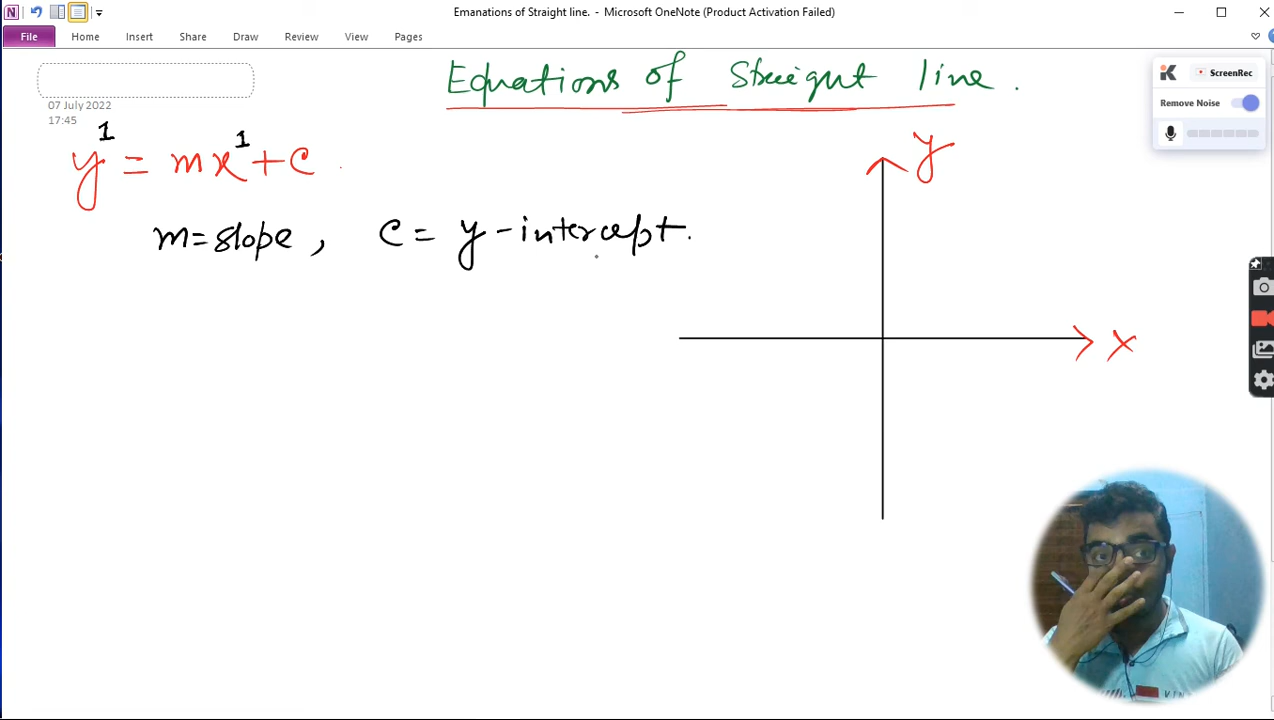 Emanations of Straight line. - Microsoft OneNote (Product Activation Failed)
File Home Insert Share Draw Review View Pages
Equations of Straight line.
ScreenRec
Remove Noise
07 July 2022
17:45
y¹ = mx¹ + c
y
m = slope, c = y - intercept.
x